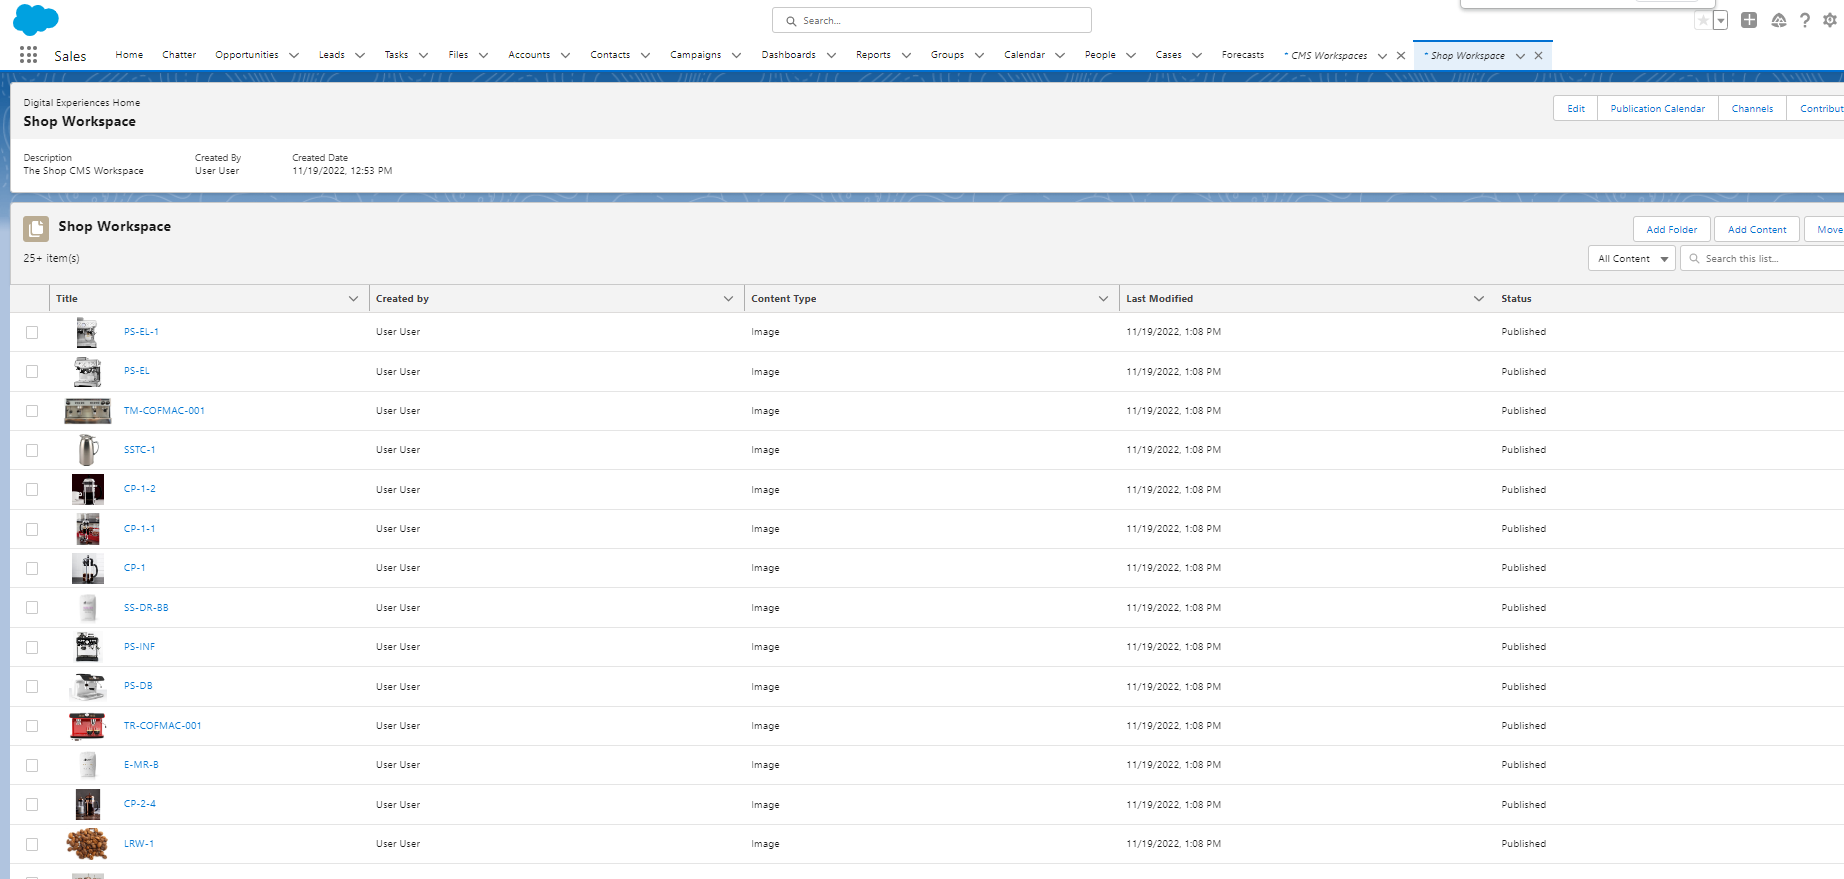 Search...
Sales Home Chatter Opportunities Leads Tasks Files Accounts Contacts Campaigns Dashboards Reports Groups Calendar People Cases Forecasts * CMS Workspaces * Shop Workspace
Digital Experiences Home
Shop Workspace
Edit Publication Calendar Channels Contribut
Description Created By Created Date
The Shop CMS Workspace User User 11/19/2022, 12:53 PM
Shop Workspace
Add Folder Add Content Move
25+ item(s)
All Content Search this list...
Title Created by Content Type Last Modified Status
PS-EL-1 User User Image 11/19/2022, 1:08 PM Published
PS-EL User User Image 11/19/2022, 1:08 PM Published
TM-COFMAC-001 User User Image 11/19/2022, 1:08 PM Published
SSTC-1 User User Image 11/19/2022, 1:08 PM Published
CP-1-2 User User Image 11/19/2022, 1:08 PM Published
CP-1-1 User User Image 11/19/2022, 1:08 PM Published
CP-1 User User Image 11/19/2022, 1:08 PM Published
SS-DR-BB User User Image 11/19/2022, 1:08 PM Published
PS-INF User User Image 11/19/2022, 1:08 PM Published
PS-DB User User Image 11/19/2022, 1:08 PM Published
TR-COFMAC-001 User User Image 11/19/2022, 1:08 PM Published
E-MR-B User User Image 11/19/2022, 1:08 PM Published
CP-2-4 User User Image 11/19/2022, 1:08 PM Published
LRW-1 User User Image 11/19/2022, 1:08 PM Published